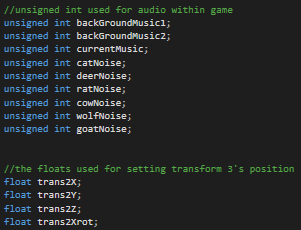 //unsigned int used for audio within game
unsigned int backGroundMusic1;
unsigned int backGroundMusic2;
unsigned int currentMusic;
unsigned int catNoise;
unsigned int deerNoise;
unsigned int ratNoise;
unsigned int cowNoise;
unsigned int wolfNoise;
unsigned int goatNoise;
//the floats used for setting transform 3's position
float trans2X;
float trans2Y;
float trans2Z;
float trans2Xrot;